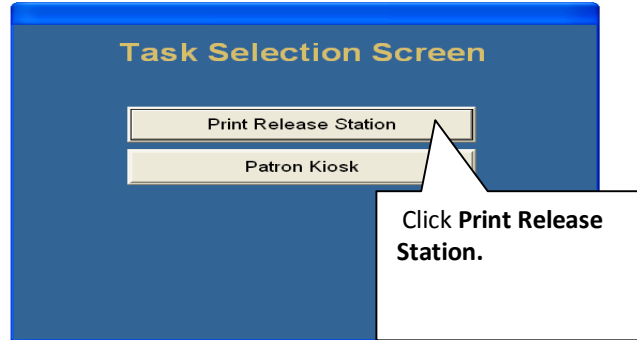 Task Selection Screen
Print Release Station
Patron Kiosk
Click Print Release
Station.